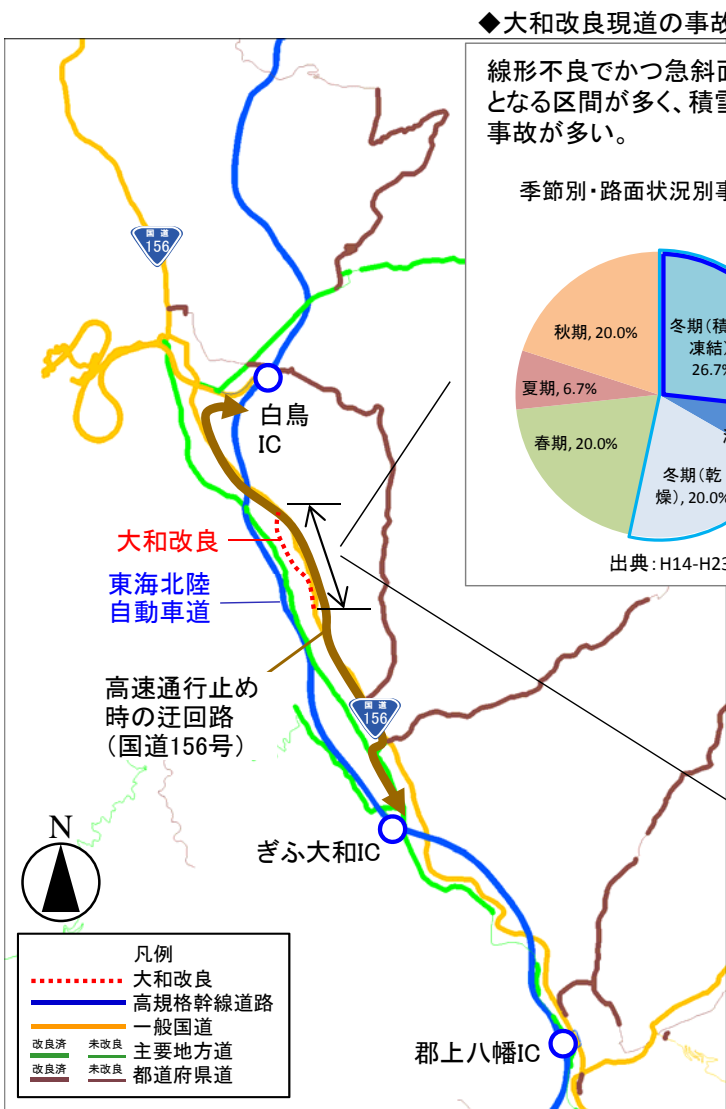 ◆大和改良現道の事故
線形不良でかつ急斜面
となる区間が多く、積雪
事故が多い。
季節別・路面状況別事
国道
156
秋期, 20.0%
冬期(積
凍結)
26.7%
夏期, 6.7%
春期, 20.0%
冬期(乾
燥), 20.0%
出典：H14-H23
白鳥
IC
大和改良
東海北陸
自動車道
高速通行止め
時の迂回路
（国道156号）
国道
156
ぎふ大和IC
N
郡上八幡IC
凡例
大和改良
高規格幹線道路
一般国道
改良済 未改良 主要地方道
改良済 未改良 都道府県道